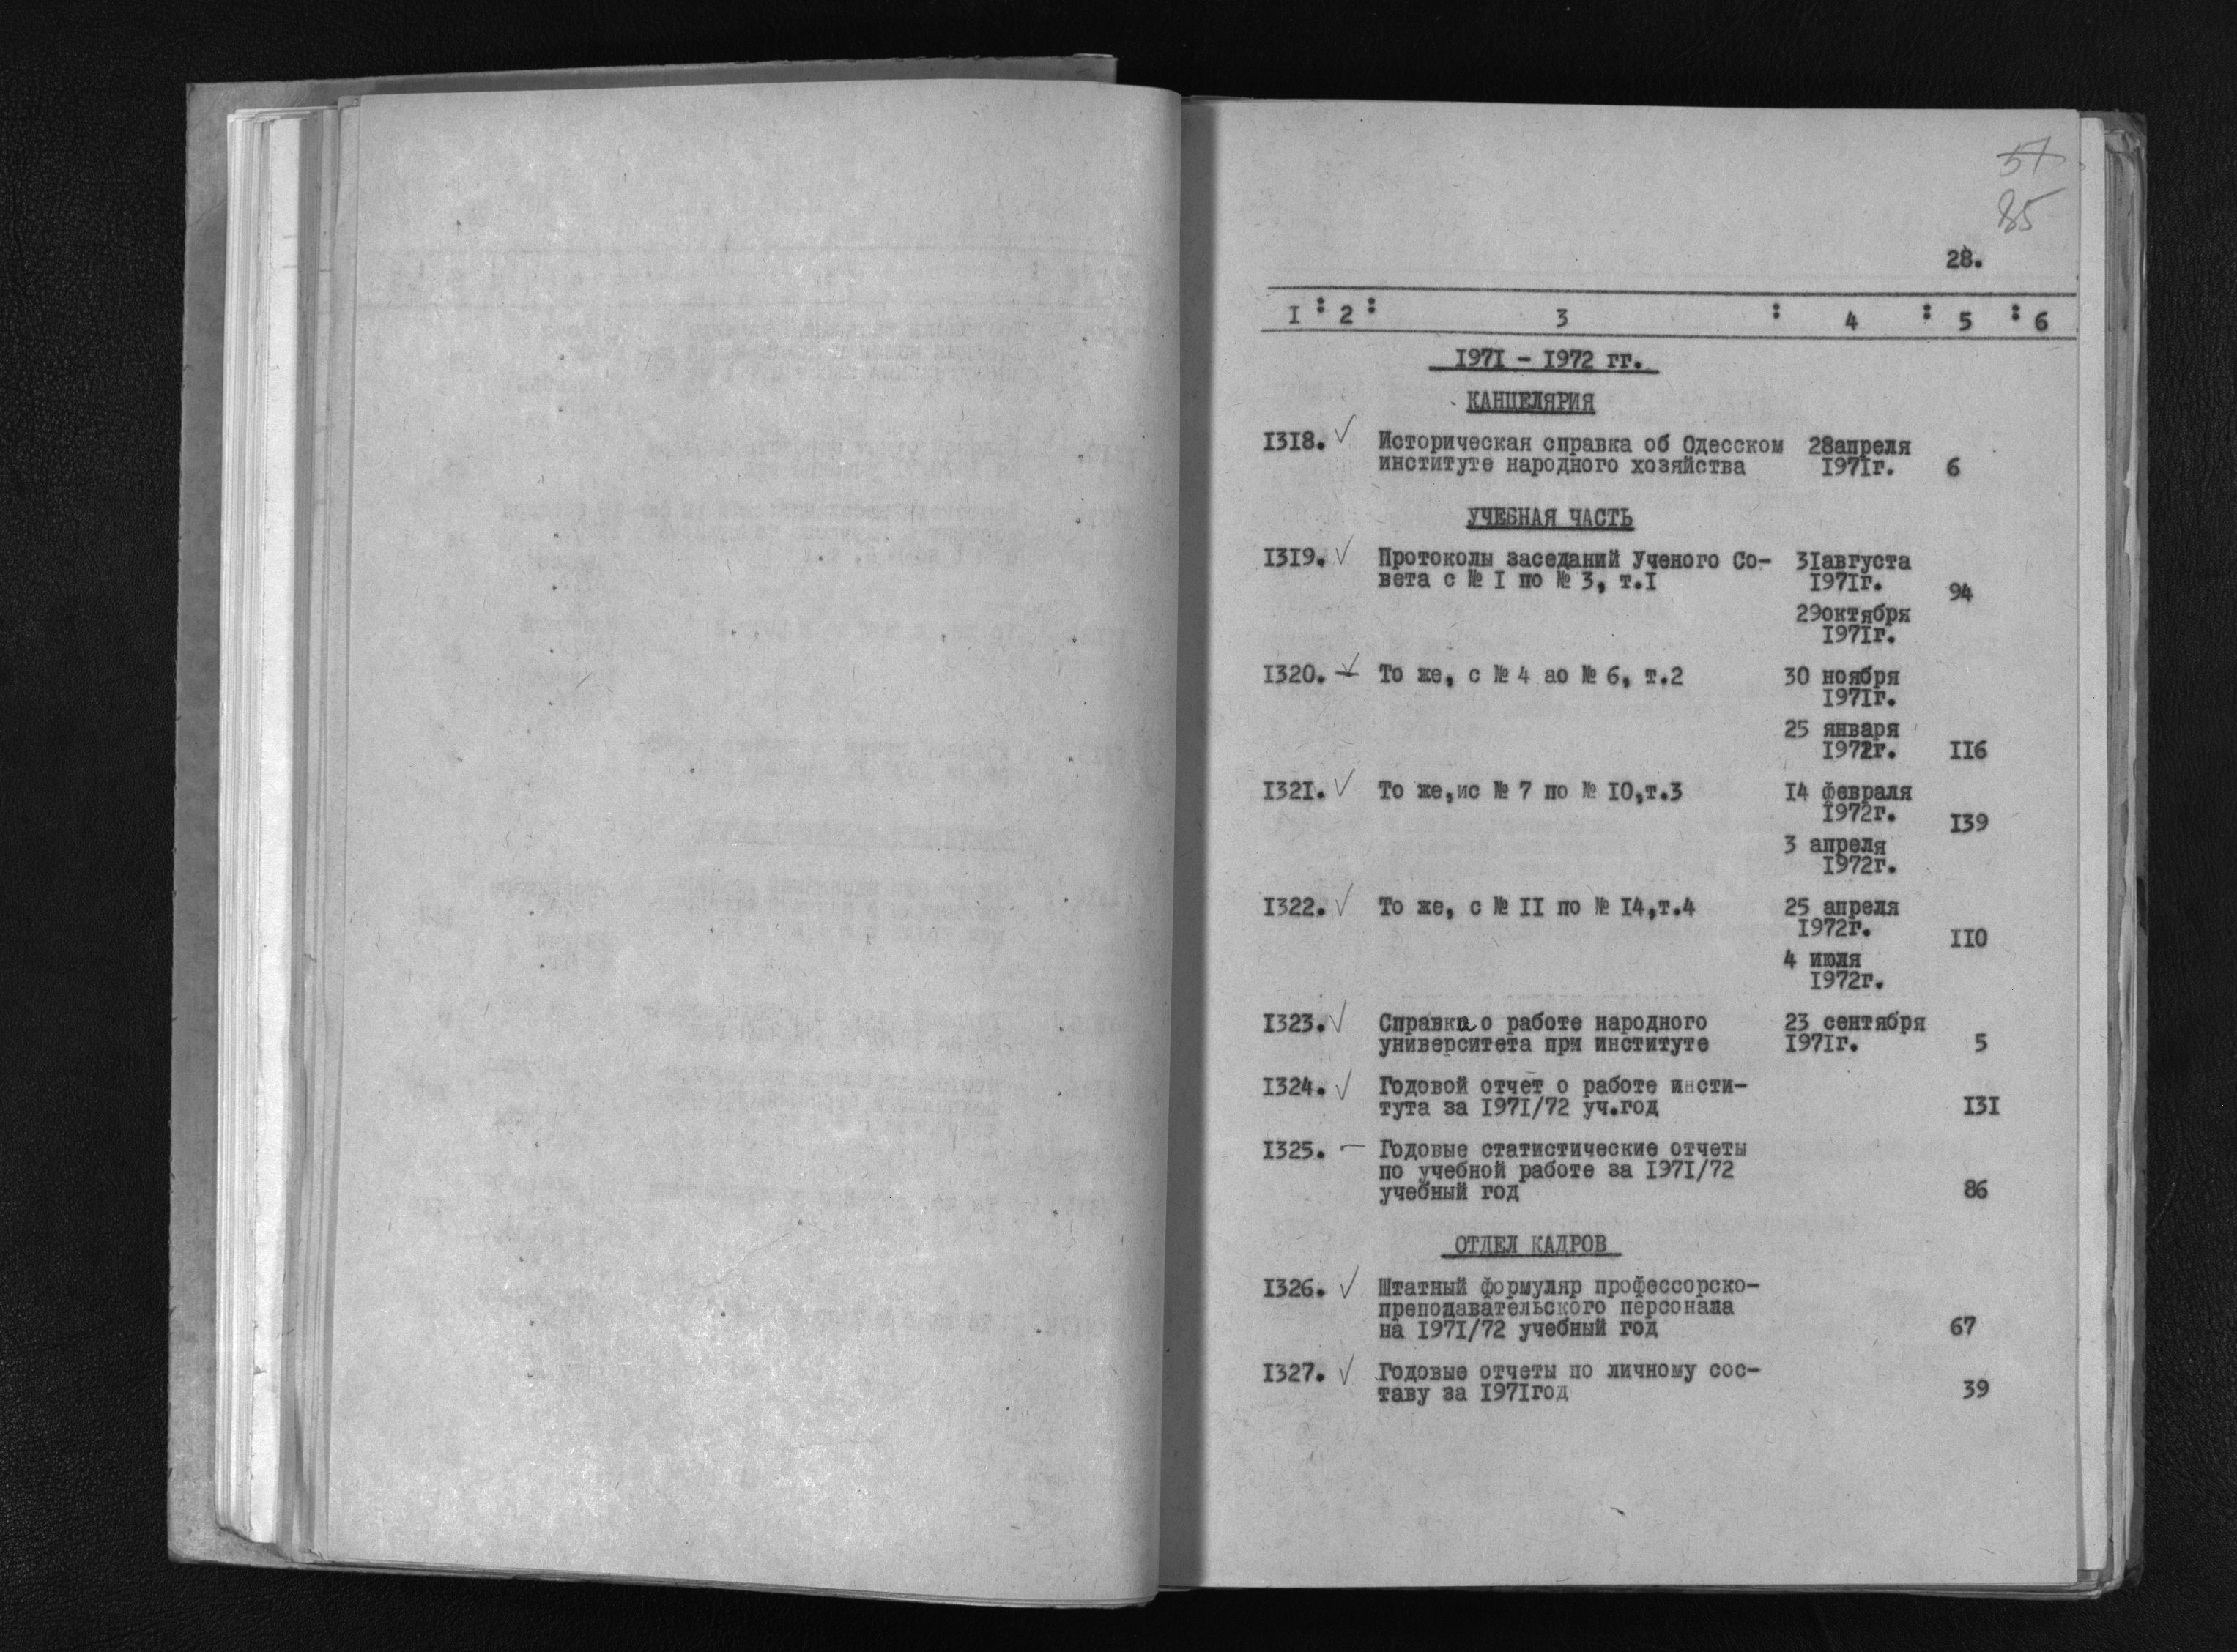 57
85
28.
1 : 2 : 3 : 4 : 5 : 6
1971 - 1972 гг.
КАНЦЕЛЯРИЯ
1318. ✓ Историческая справка об Одесском 28апреля
институте народного хозяйства 1971г. 6
УЧЕБНАЯ ЧАСТЬ
1319. ✓ Протоколы заседаний Ученого Со- 31августа
вета с № 1 по № 3, т.1 1971г. 94
29октября
1971г.
1320. ✓ То же, с № 4 ао № 6, т.2 30 ноября
1971г.
25 января
1972г. 116
1321. ✓ То же,ис № 7 по № 10,т.3 14 февраля
1972г. 139
3 апреля
1972г.
1322. ✓ То же, с № 11 по № 14,т.4 25 апреля
1972г. 110
4 июля
1972г.
1323. ✓ Справка о работе народного 23 сентября
университета при институте 1971г. 5
1324. ✓ Годовой отчет о работе инсти-
тута за 1971/72 уч.год 131
1325. — Годовые статистические отчеты
по учебной работе за 1971/72
учебный год 86
ОТДЕЛ КАДРОВ
1326. ✓ Штатный формуляр профессорско-
преподавательского персонала
на 1971/72 учебный год 67
1327. ✓ Годовые отчеты по личному сос-
таву за 1971год 39